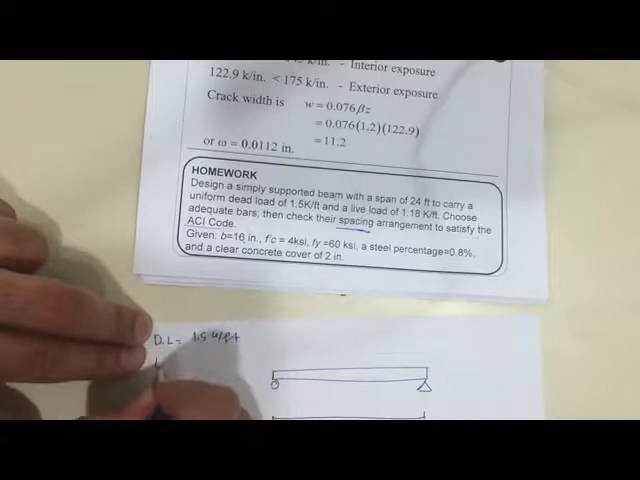 k/in. - Interior exposure
122.9 k/in. < 175 k/in. - Exterior exposure
Crack width is w = 0.076βz
= 0.076(1.2)(122.9)
= 11.2
or ω = 0.0112 in.
HOMEWORK
Design a simply supported beam with a span of 24 ft to carry a
uniform dead load of 1.5K/ft and a live load of 1.18 K/ft. Choose
adequate bars; then check their spacing arrangement to satisfy the
ACI Code.
Given: b=16 in., f'c = 4ksi, fy =60 ksi, a steel percentage=0.8%,
and a clear concrete cover of 2 in.
D.L = 1.5 k/ft